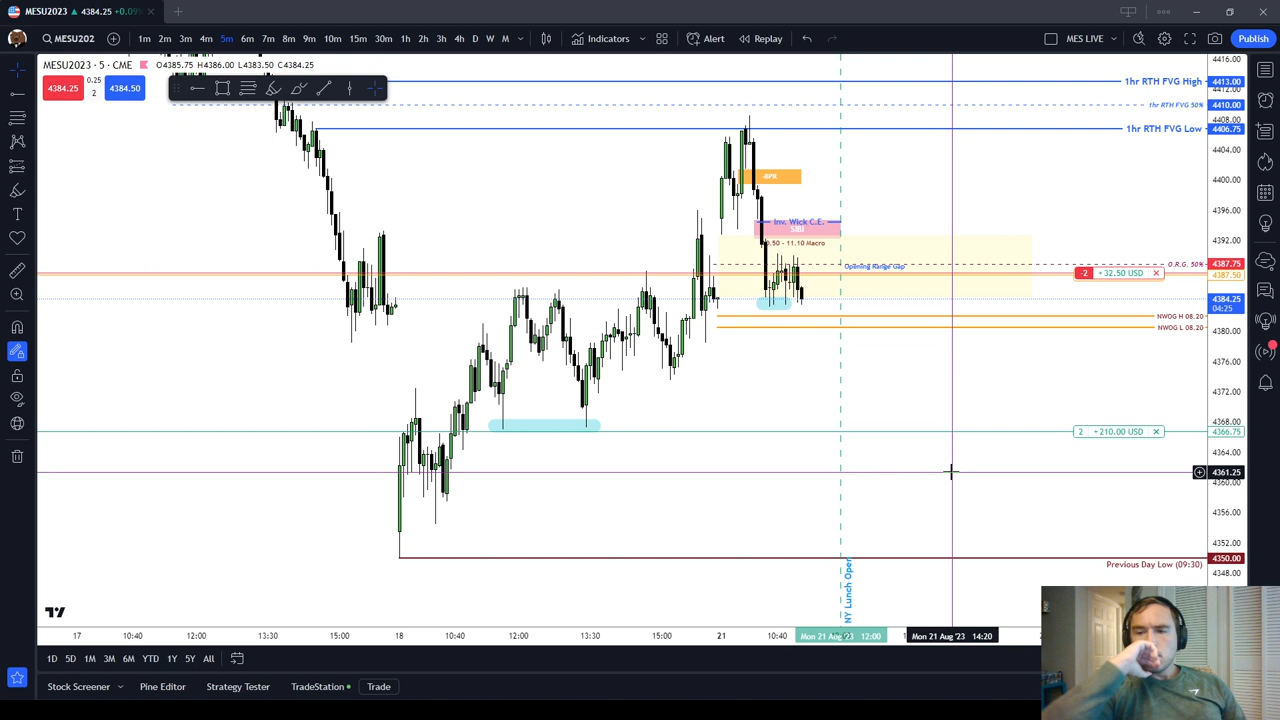 MESU2023 ▲ 4384.25 +0.09%
MESU202
1m 2m 3m 4m 5m 6m 7m 8m 9m 10m 15m 30m 1h 2h 3h 4h D W M
Indicators
Alert
Replay
MES LIVE
Publish
MESU2023 · 5 · CME O4385.75 H4386.00 L4383.50 C4384.25
4384.25
0.25
2
4384.50
1hr RTH FVG High
1hr RTH FVG 50%
1hr RTH FVG Low
-BPR
Inv. Wick C.E.
SIBI
Opening Range Gap
O.R.G. 50%
-2 +32.50 USD
NWOG H 08.20
NWOG L 08.20
2 +210.00 USD
Previous Day Low (09:30)
NY Lunch Open
4416.00
4413.00
4412.00
4410.00
4408.00
4406.75
4404.00
4400.00
4396.00
4392.00
4387.75
4387.50
4384.25
04:25
4380.00
4376.00
4372.00
4368.00
4366.75
4364.00
4361.25
4360.00
4356.00
4352.00
4350.00
4348.00
17 10:40 12:00 13:30 15:00 18 10:40 12:00 13:30 15:00 21 10:40 Mon 21 Aug '23 12:00 Mon 21 Aug '23 14:20
1D 5D 1M 3M 6M YTD 1Y 5Y All
Stock Screener Pine Editor Strategy Tester TradeStation Trade